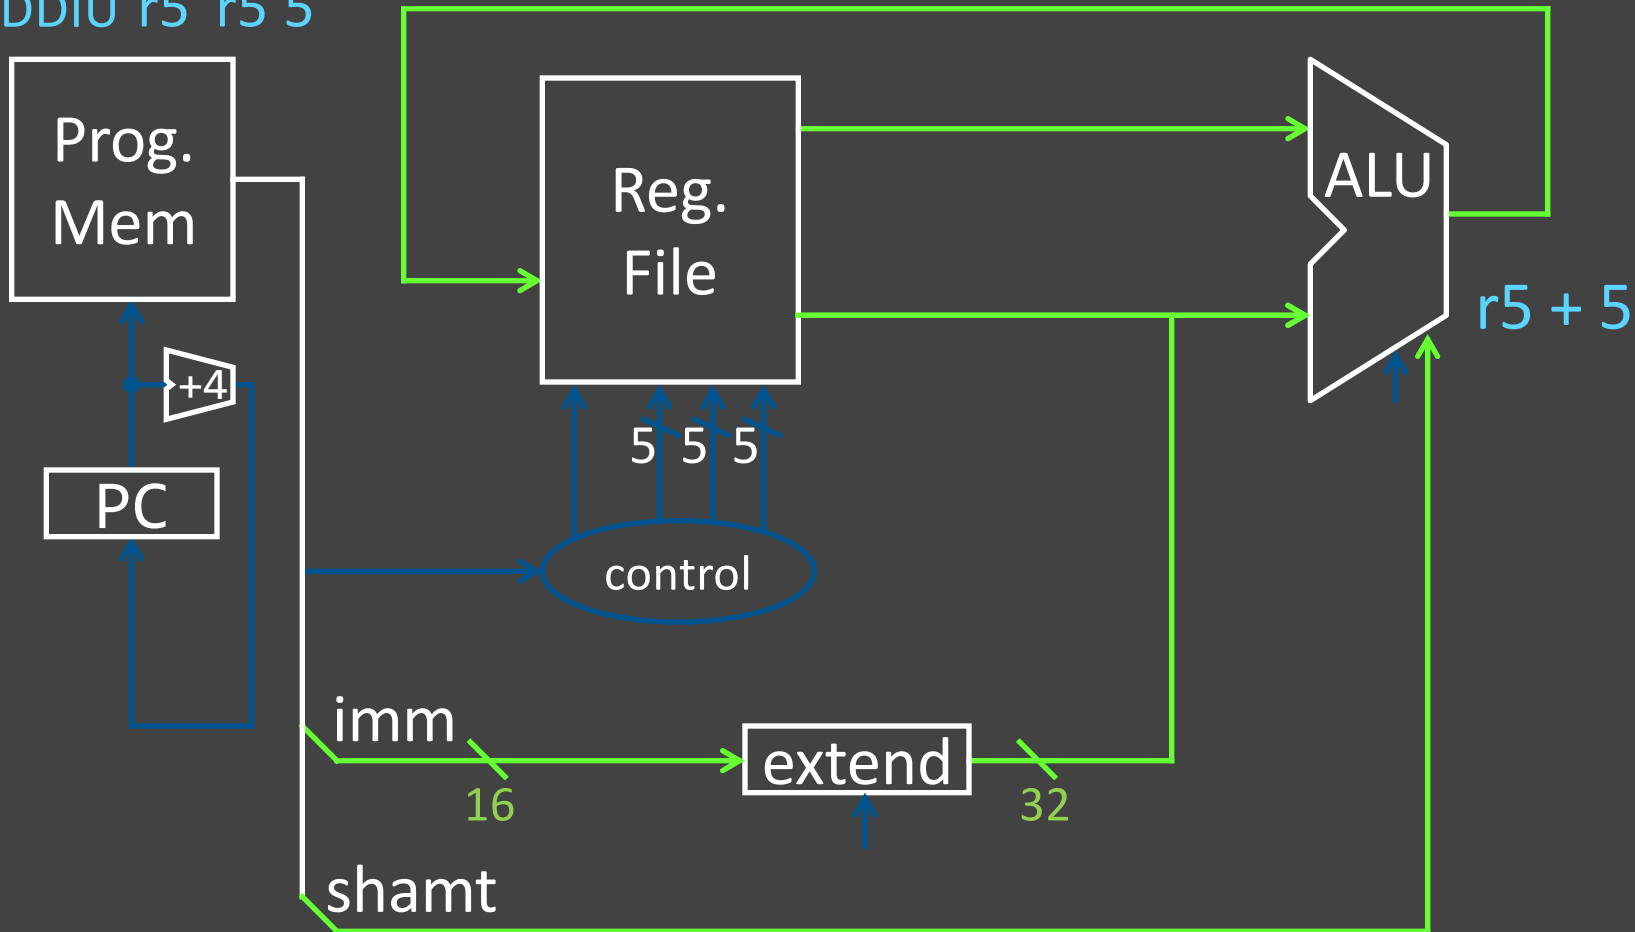 DDIU r5 r5 5
Prog.
Mem
Reg.
File
ALU
r5 + 5
+4
5 5 5
PC
control
imm
extend
16
32
shamt